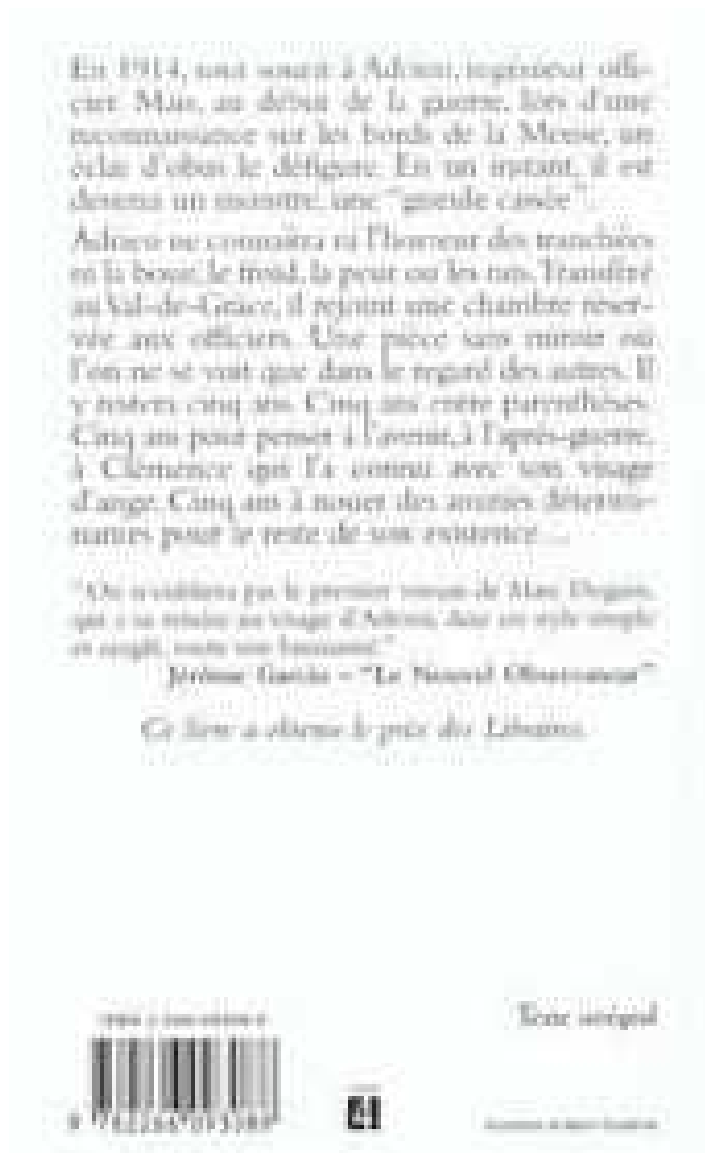 En 1914, tout sourit à Adrien, ingénieur offi-
cier. Mais, au début de la guerre, lors d'une
reconnaissance sur les bords de la Meuse, un
éclat d'obus le défigure. En un instant, il est
devenu un monstre, une "gueule cassée".
Adrien ne connaîtra ni l'horreur des tranchées
ni la boue, le froid, la peur ou les rats. Transféré
au Val-de-Grâce, il rejoint une chambre réser-
vée aux officiers. Une pièce sans miroir où
l'on ne se voit que dans le regard des autres. Il
y restera cinq ans. Cinq ans entre parenthèses.
Cinq ans pour penser à l'avenir, à l'après-guerre,
à Clémence qui l'a connu avec son visage
d'ange. Cinq ans à nouer des amitiés détermi-
nantes pour le reste de son existence...
"On n'oubliera pas le premier roman de Marc Dugain,
qui a su rendre au visage d'Adrien, dans un style simple
et sculpté, toute son humanité."
Jérôme Garcin - "Le Nouvel Observateur"
Ce livre a obtenu le prix des Libraires.
Texte intégral
ISBN